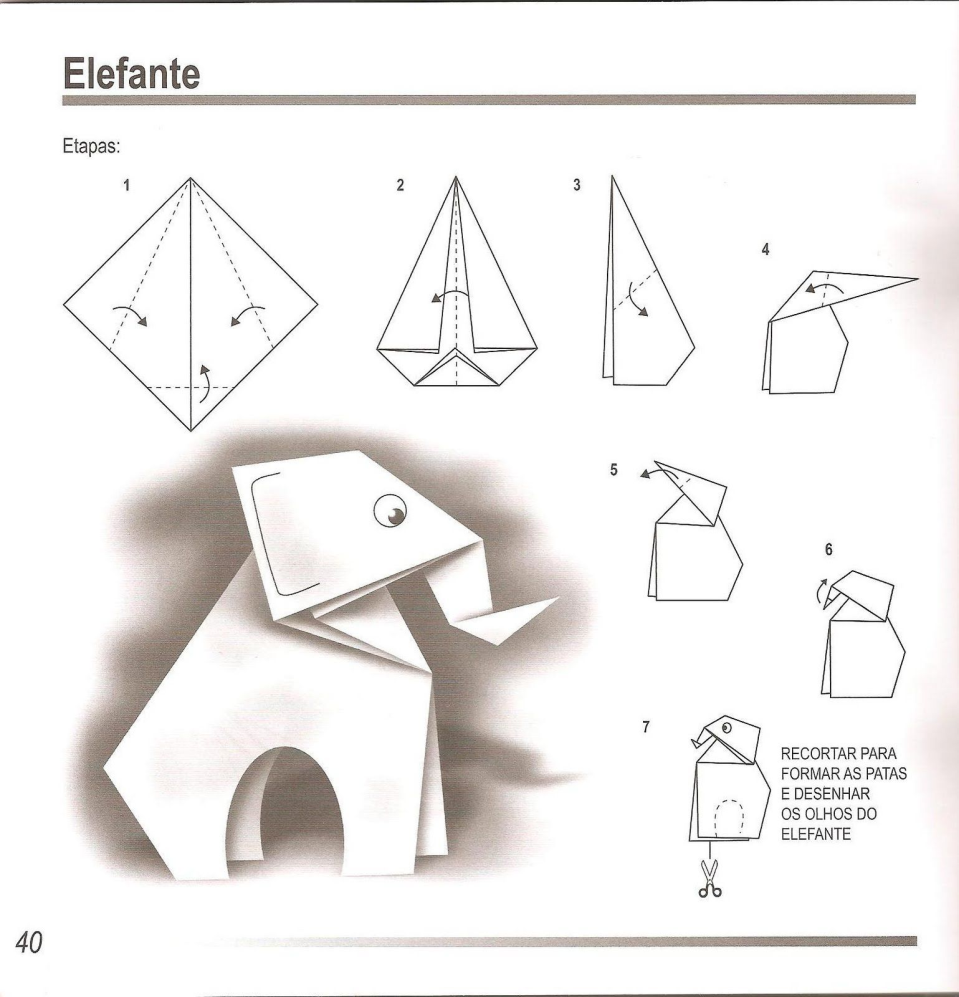 Elefante
Etapas:
1
2
3
4
5
6
7
RECORTAR PARA
FORMAR AS PATAS
E DESENHAR
OS OLHOS DO
ELEFANTE
40